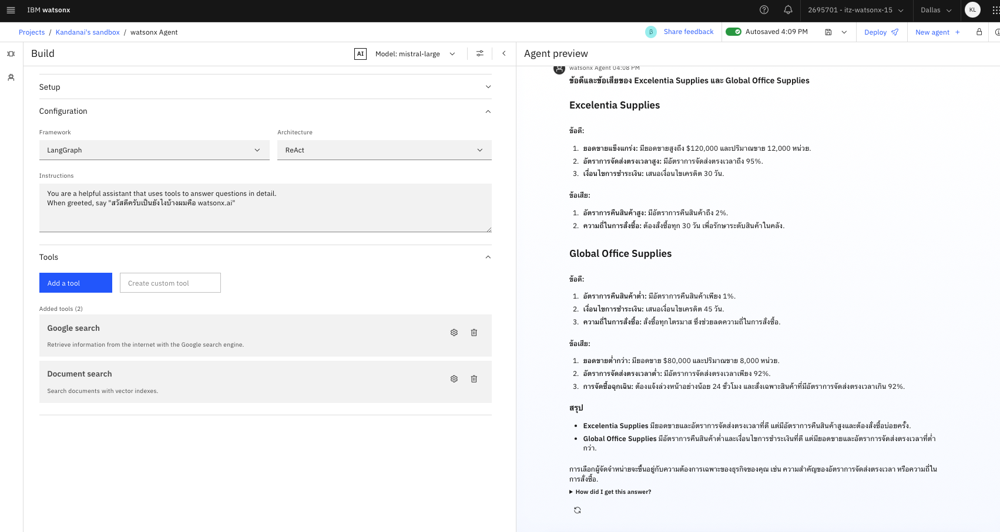 IBM watsonx
2695701 - itz-watsonx-15
Dallas
KL
Projects / Kandanai's sandbox / watsonx Agent
β Share feedback
Autosaved 4:09 PM
Deploy
New agent +
Build
AI Model: mistral-large
Agent preview
Setup
Configuration
Framework
Architecture
LangGraph
ReAct
Instructions
You are a helpful assistant that uses tools to answer questions in detail.
When greeted, say "สวัสดีครับเป็นยังไงบ้างผมคือ watsonx.ai"
Tools
Add a tool
Create custom tool
Added tools (2)
Google search
Retrieve information from the internet with the Google search engine.
Document search
Search documents with vector indexes.
watsonx Agent 04:08 PM
ข้อดีและข้อเสียของ Excelentia Supplies และ Global Office Supplies
Excelentia Supplies
ข้อดี:
1. ยอดขายแข็งแกร่ง: มียอดขายสูงถึง $120,000 และปริมาณขาย 12,000 หน่วย.
2. อัตราการจัดส่งตรงเวลาสูง: มีอัตราการจัดส่งตรงเวลาถึง 95%.
3. เงื่อนไขการชำระเงิน: เสนอเงื่อนไขเครดิต 30 วัน.
ข้อเสีย:
1. อัตราการคืนสินค้าสูง: มีอัตราการคืนสินค้าถึง 2%.
2. ความถี่ในการสั่งซื้อ: ต้องสั่งซื้อทุก 30 วัน เพื่อรักษาระดับสินค้าในคลัง.
Global Office Supplies
ข้อดี:
1. อัตราการคืนสินค้าต่ำ: มีอัตราการคืนสินค้าเพียง 1%.
2. เงื่อนไขการชำระเงิน: เสนอเงื่อนไขเครดิต 45 วัน.
3. ความถี่ในการสั่งซื้อ: สั่งซื้อทุกไตรมาส ซึ่งช่วยลดความถี่ในการสั่งซื้อ.
ข้อเสีย:
1. ยอดขายต่ำกว่า: มียอดขาย $80,000 และปริมาณขาย 8,000 หน่วย.
2. อัตราการจัดส่งตรงเวลาต่ำ: มีอัตราการจัดส่งตรงเวลาเพียง 92%.
3. การจัดซื้อฉุกเฉิน: ต้องแจ้งล่วงหน้าอย่างน้อย 24 ชั่วโมง และสั่งเฉพาะสินค้าที่มีอัตราการจัดส่งตรงเวลาเกิน 92%.
สรุป
• Excelentia Supplies มียอดขายและอัตราการจัดส่งตรงเวลาที่ดี แต่มีอัตราการคืนสินค้าสูงและต้องสั่งซื้อบ่อยครั้ง.
• Global Office Supplies มีอัตราการคืนสินค้าต่ำและเงื่อนไขการชำระเงินที่ดี แต่มียอดขายและอัตราการจัดส่งตรงเวลาที่ต่ำ
กว่า.
การเลือกผู้จัดจำหน่ายจะขึ้นอยู่กับความต้องการเฉพาะของธุรกิจของคุณ เช่น ความสำคัญของอัตราการจัดส่งตรงเวลา หรือความถี่ใน
การสั่งซื้อ.
How did I get this answer?